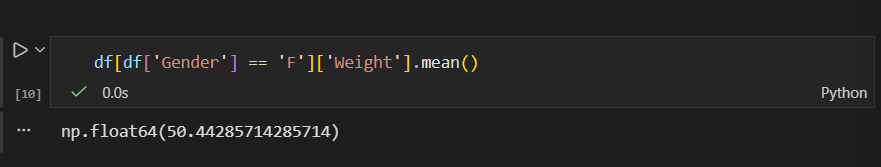 df[df['Gender'] == 'F']['Weight'].mean()
[10]
0.0s
Python
...
np.float64(50.44285714285714)